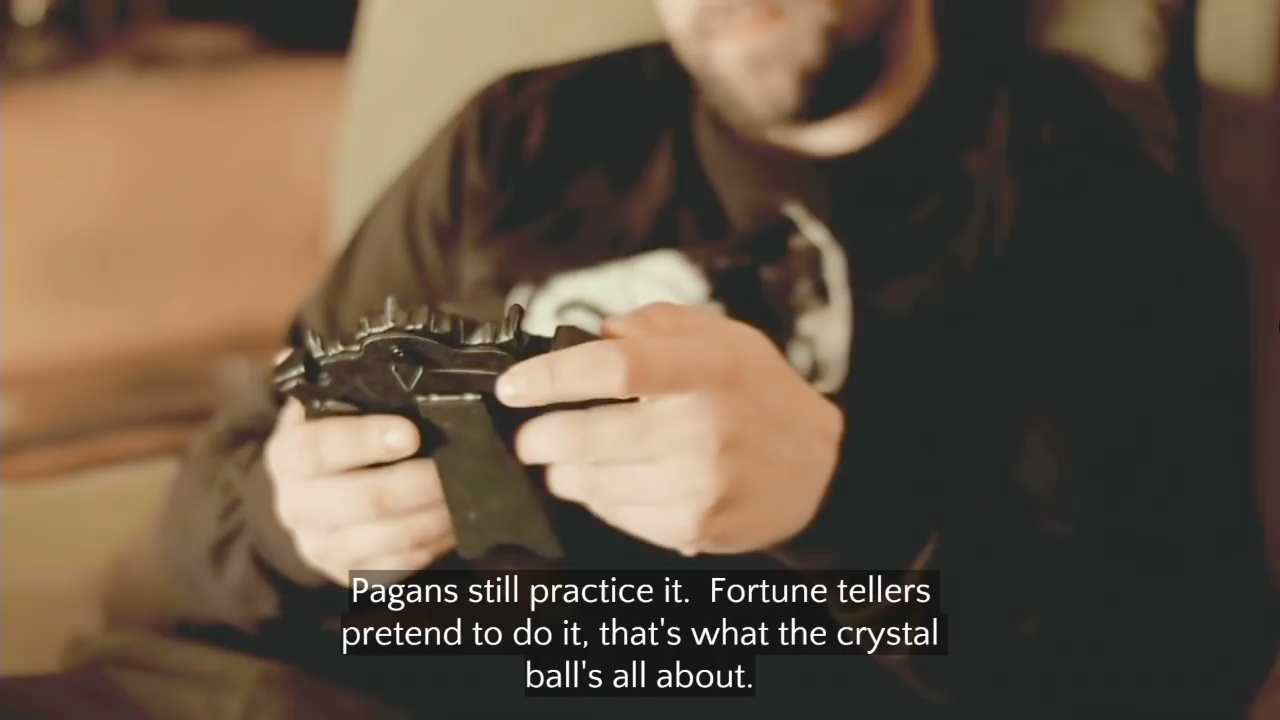 Pagans still practice it.  Fortune tellers
pretend to do it, that's what the crystal
ball's all about.